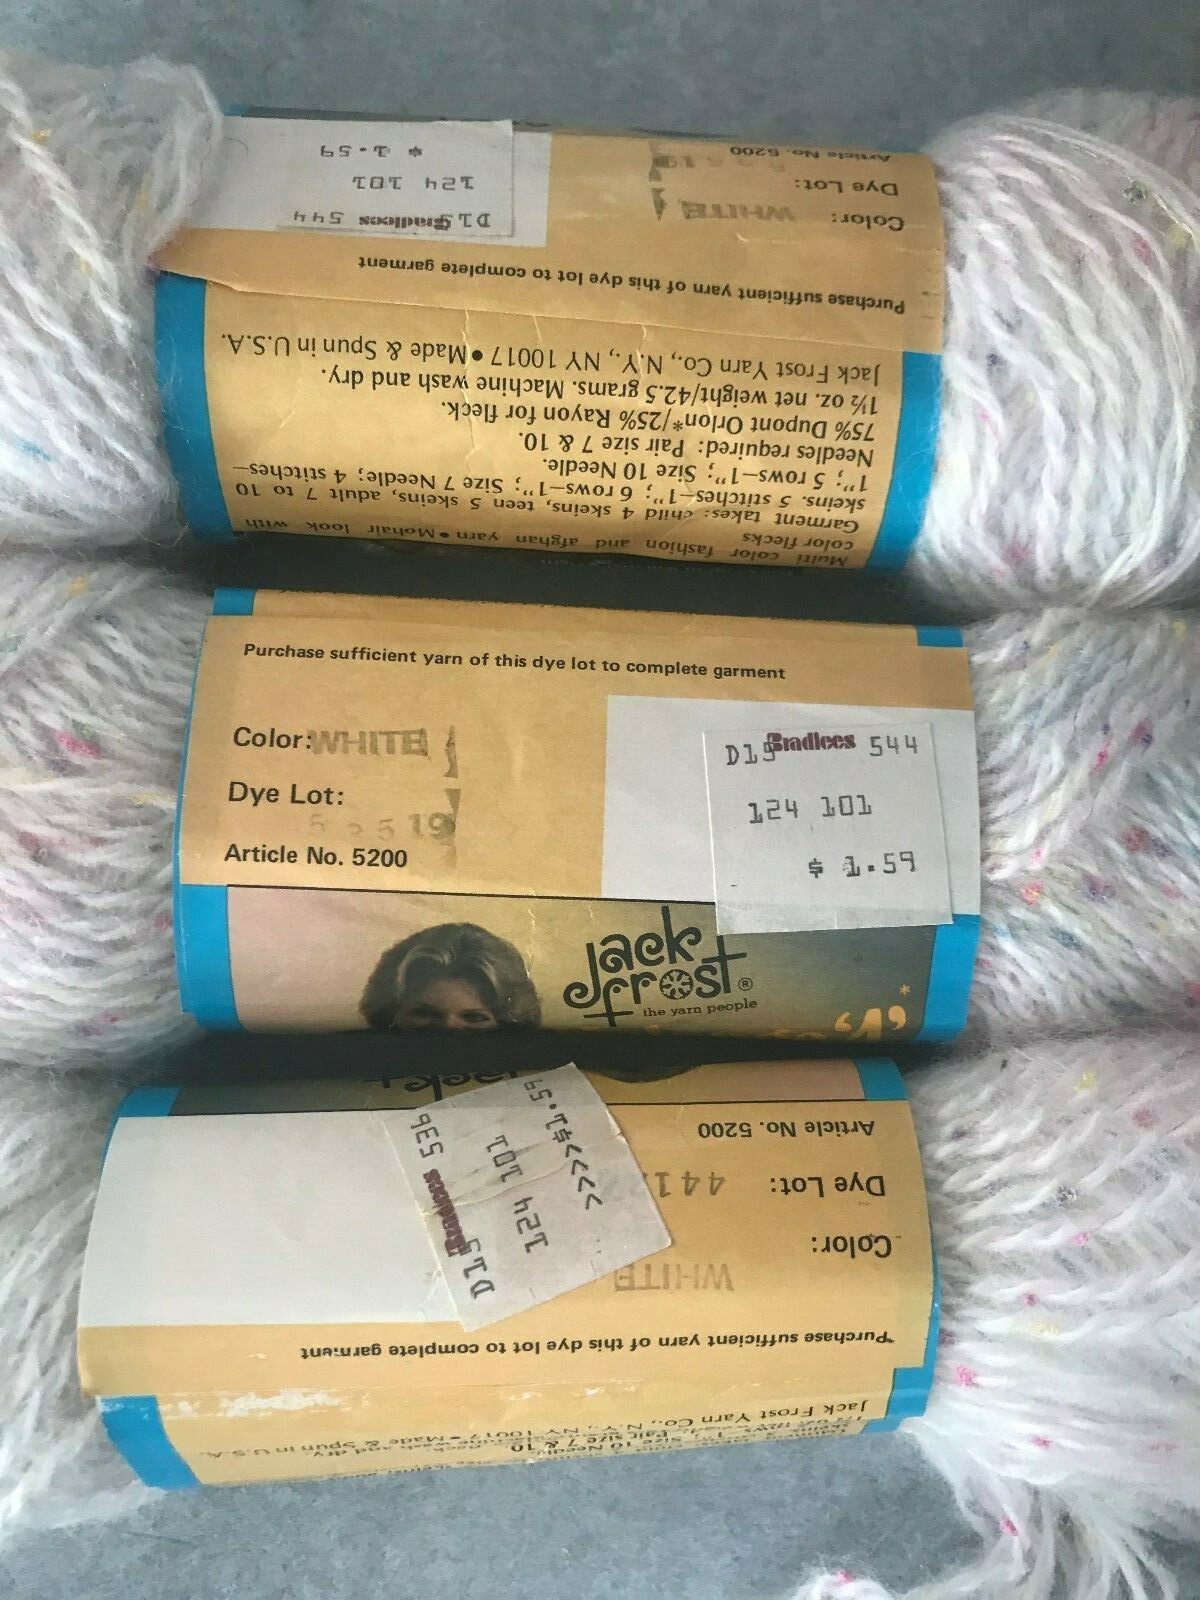 Multi color fashion and afghan yarn • Mohair look with
color flecks
Garment takes: child 4 skeins, teen 5 skeins, adult 7 to 10
skeins. 5 stitches—1"; 6 rows—1"; Size 7 Needle; 4 stitches—
1"; 5 rows—1"; Size 10 Needle.
Needles required: Pair size 7 & 10.
75% Dupont Orlon*/25% Rayon for fleck.
1½ oz. net weight/42.5 grams. Machine wash and dry.
Jack Frost Yarn Co., N.Y., NY 10017 • Made & Spun in U.S.A.
Purchase sufficient yarn of this dye lot to complete garment
Color: WHITE
Dye Lot:
Article No. 5200
D15 Bradlees 544
124 101
$ 1.59
Purchase sufficient yarn of this dye lot to complete garment
Color: WHITE
Dye Lot:
5 19
Article No. 5200
D15 Bradlees 544
124 101
$ 1.59
Jack
frost®
the yarn people
Jack
Article No. 5200
Dye Lot: 441
Color:
WHITE
D15 Bradlees 536
124 101
>>>>$1.59
*Purchase sufficient yarn of this dye lot to complete garment
Jack Frost Yarn Co., N.Y., NY 10017 • Made & Spun in U.S.A.
Pair size 7 & 10